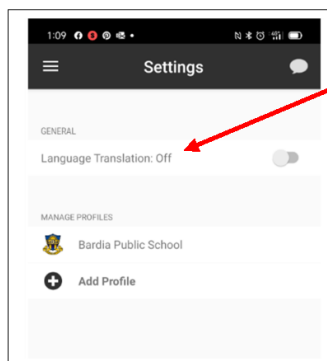 1:09
Settings
GENERAL
Language Translation: Off
MANAGE PROFILES
Bardia Public School
Add Profile